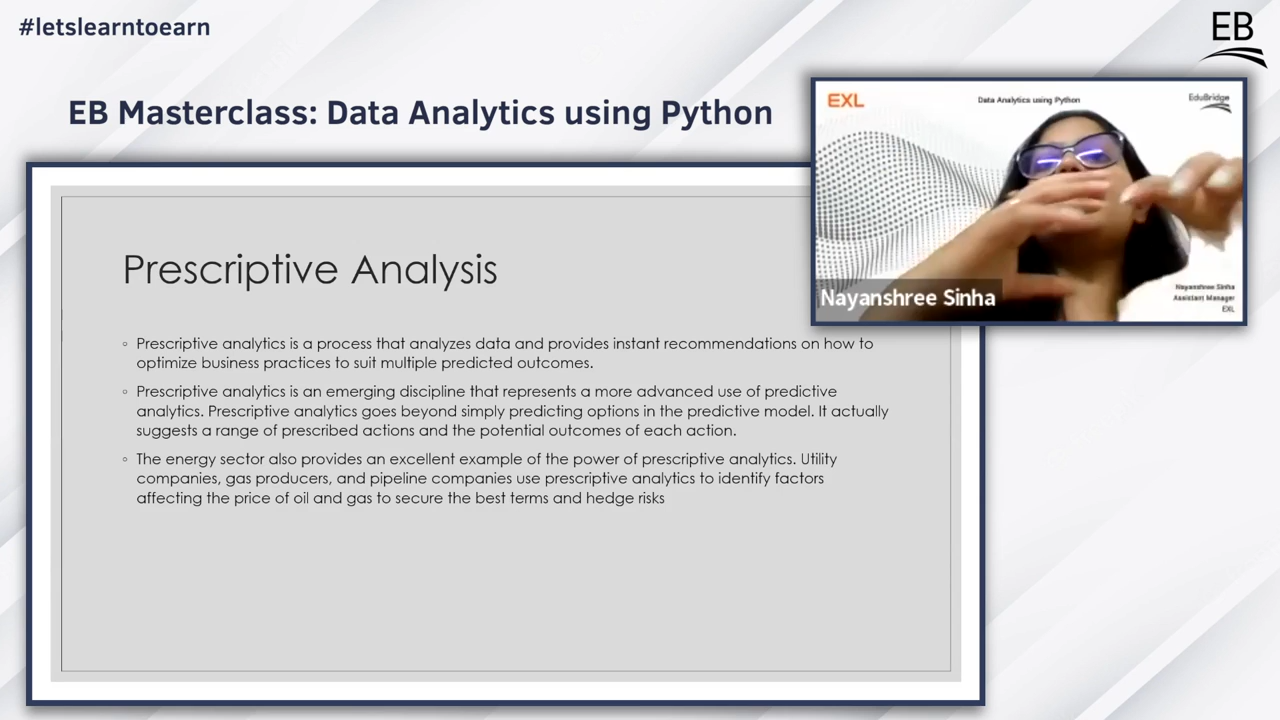 #letslearntoearn
EB
EB Masterclass: Data Analytics using Python
EXL
Data Analytics using Python
EduBridge
Nayanshree Sinha
Nayanshree Sinha
Assistant Manager
EXL
Prescriptive Analysis
◦ Prescriptive analytics is a process that analyzes data and provides instant recommendations on how to
optimize business practices to suit multiple predicted outcomes.
◦ Prescriptive analytics is an emerging discipline that represents a more advanced use of predictive
analytics. Prescriptive analytics goes beyond simply predicting options in the predictive model. It actually
suggests a range of prescribed actions and the potential outcomes of each action.
◦ The energy sector also provides an excellent example of the power of prescriptive analytics. Utility
companies, gas producers, and pipeline companies use prescriptive analytics to identify factors
affecting the price of oil and gas to secure the best terms and hedge risks